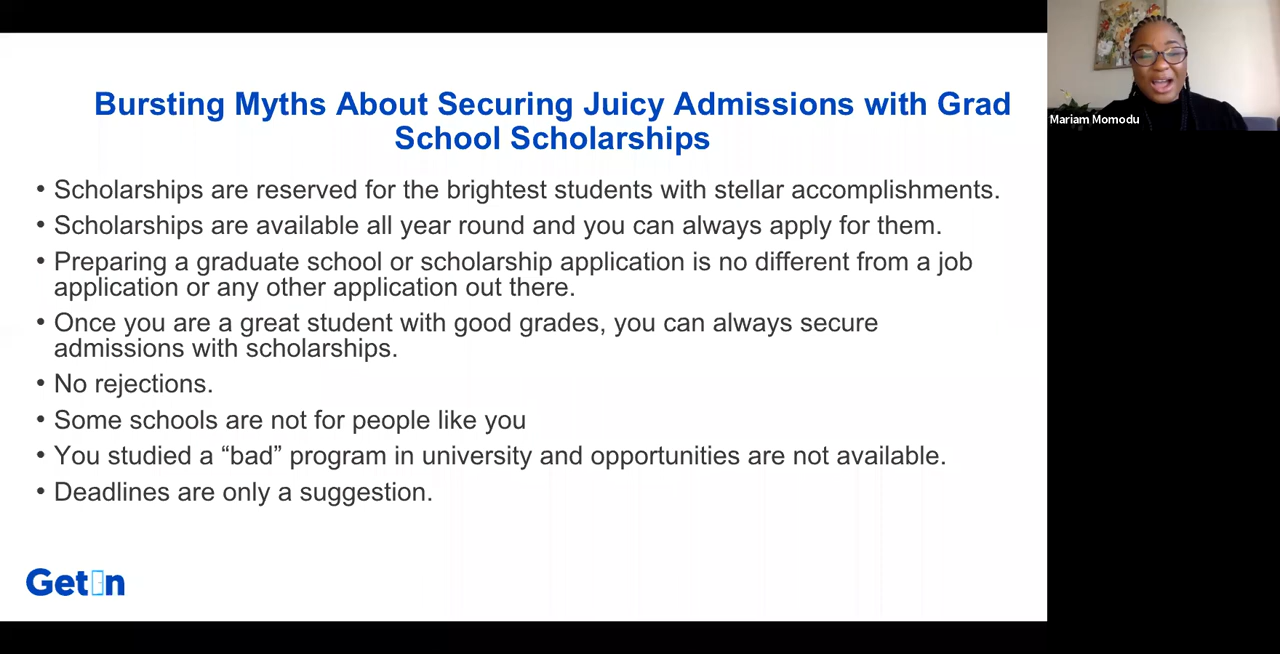 Bursting Myths About Securing Juicy Admissions with Grad
School Scholarships
• Scholarships are reserved for the brightest students with stellar accomplishments.
• Scholarships are available all year round and you can always apply for them.
• Preparing a graduate school or scholarship application is no different from a job
application or any other application out there.
• Once you are a great student with good grades, you can always secure
admissions with scholarships.
• No rejections.
• Some schools are not for people like you
• You studied a “bad” program in university and opportunities are not available.
• Deadlines are only a suggestion.
GetIn
Mariam Momodu